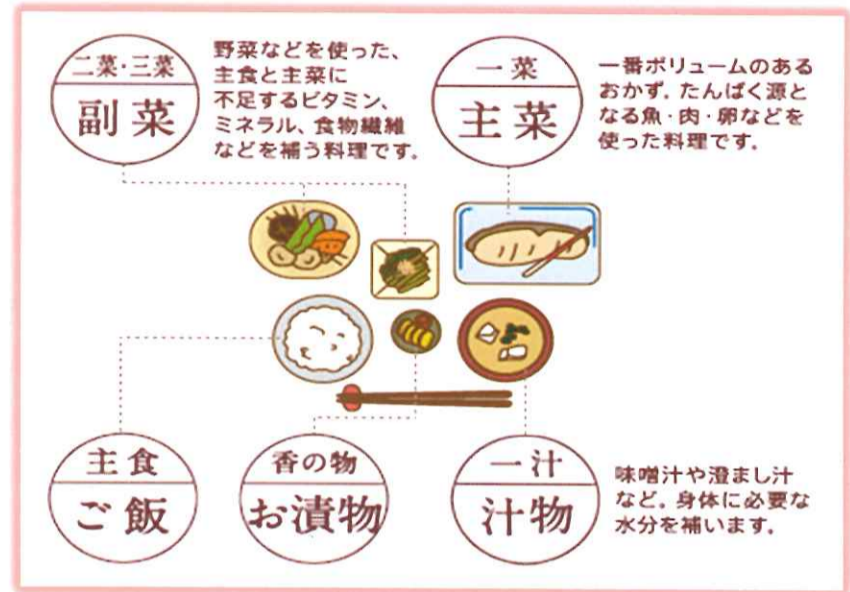 二菜・三菜
副菜
野菜などを使った、
主食と主菜に
不足するビタミン、
ミネラル、食物繊維
などを補う料理です。
一菜
主菜
一番ボリュームのある
おかず。たんぱく源と
なる魚・肉・卵などを
使った料理です。
主食
ご飯
香の物
お漬物
一汁
汁物
味噌汁や澄まし汁
など。身体に必要な
水分を補います。